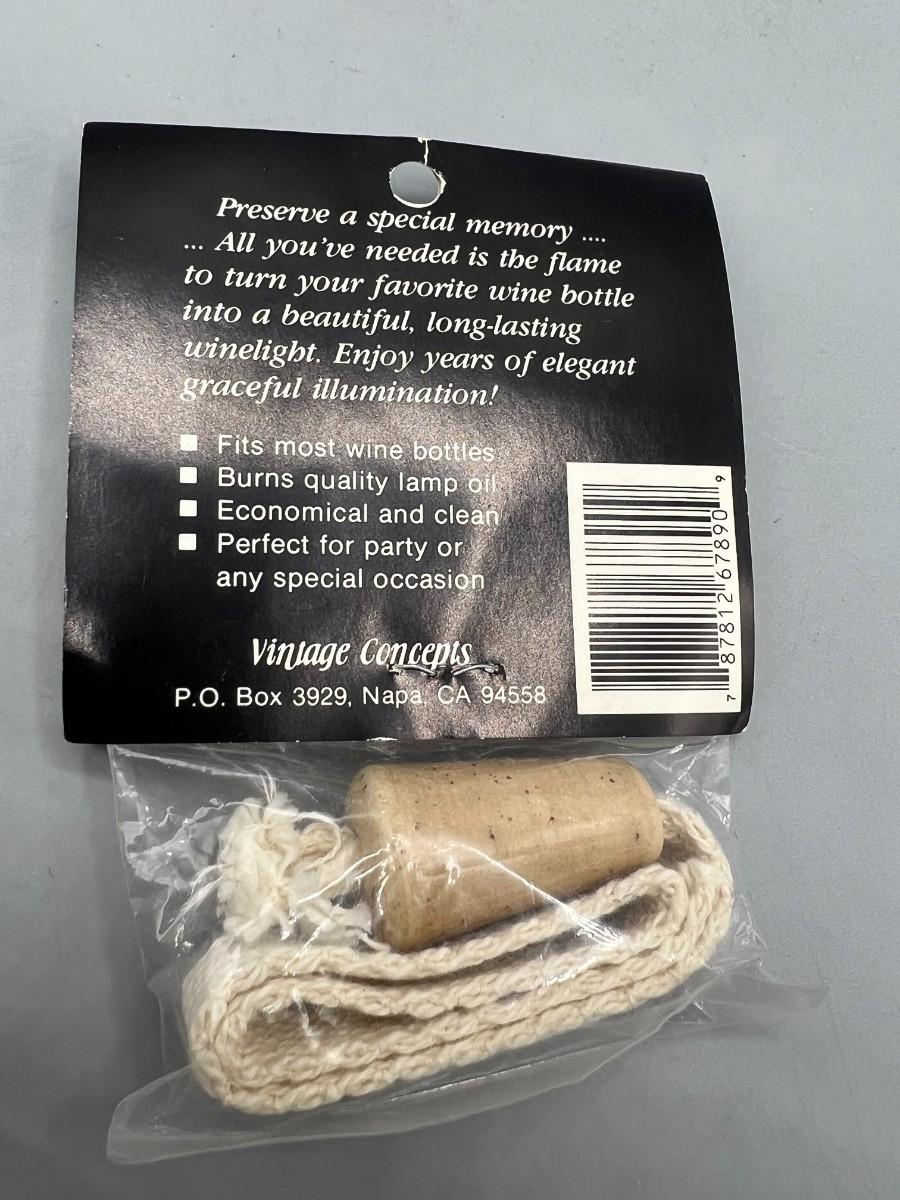 Preserve a special memory ....
... All you've needed is the flame
to turn your favorite wine bottle
into a beautiful, long-lasting
winelight. Enjoy years of elegant
graceful illumination!
■ Fits most wine bottles
■ Burns quality lamp oil
■ Economical and clean
■ Perfect for party or
any special occasion
Vintage Concepts
P.O. Box 3929, Napa, CA 94558
7 87812 67890 9